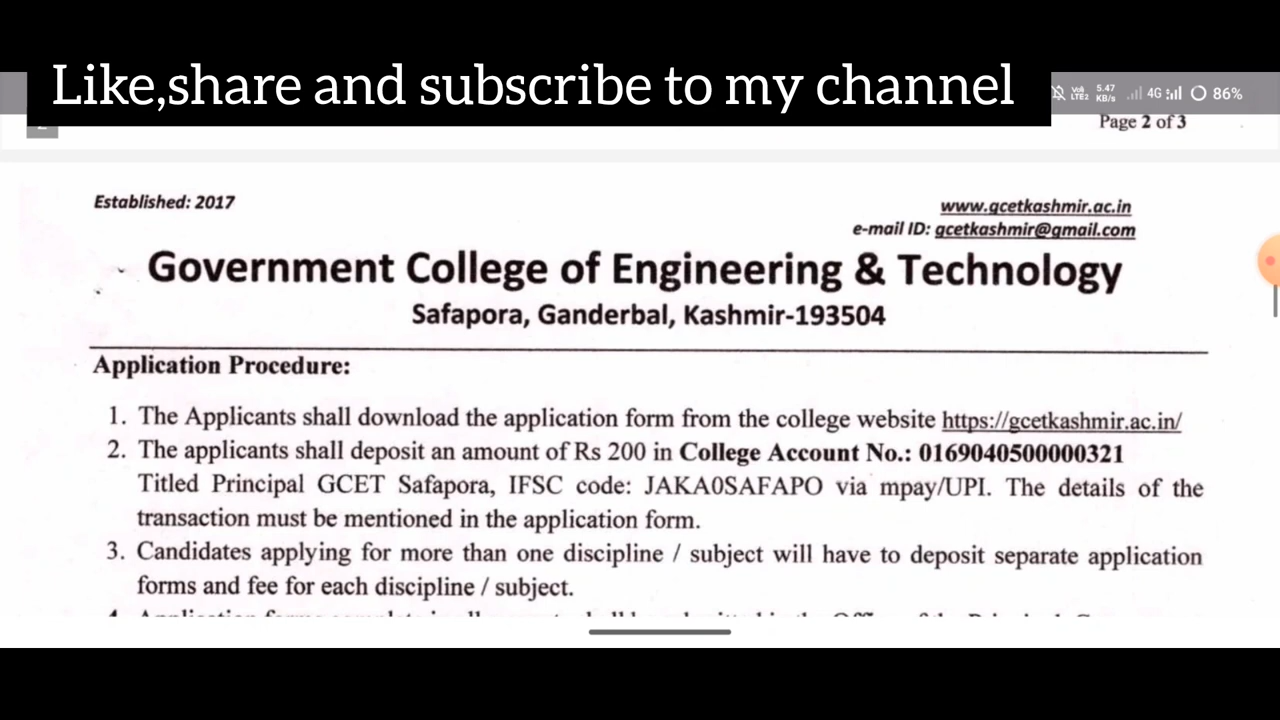 Like,share and subscribe to my channel
Vo) LTE2 5.47 KB/s 4G 86%
2
Page 2 of 3
Established: 2017
www.gcetkashmir.ac.in
e-mail ID: gcetkashmir@gmail.com
Government College of Engineering & Technology
Safapora, Ganderbal, Kashmir-193504
Application Procedure:
1. The Applicants shall download the application form from the college website https://gcetkashmir.ac.in/
2. The applicants shall deposit an amount of Rs 200 in College Account No.: 0169040500000321
Titled Principal GCET Safapora, IFSC code: JAKA0SAFAPO via mpay/UPI. The details of the
transaction must be mentioned in the application form.
3. Candidates applying for more than one discipline / subject will have to deposit separate application
forms and fee for each discipline / subject.